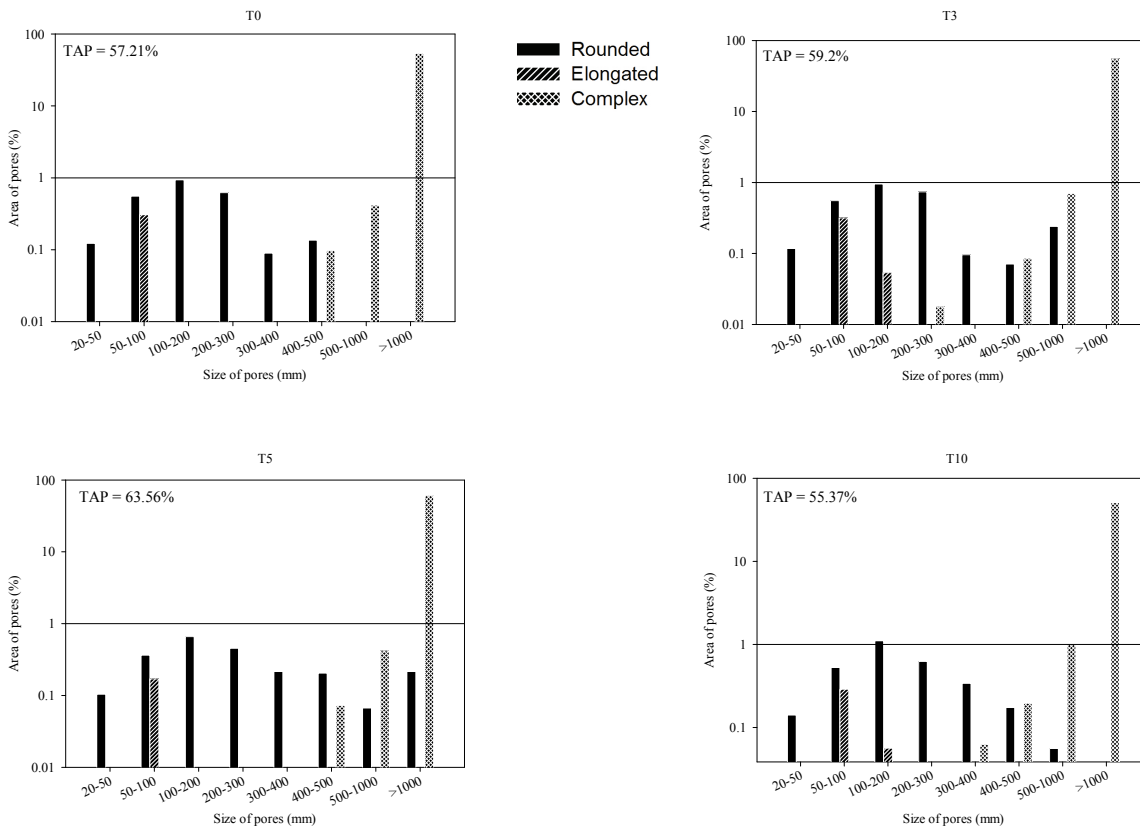 T0
TAP = 57.21%
100
10
1
0.1
0.01
Area of pores (%)
20-50
50-100
100-200
200-300
300-400
400-500
500-1000
>1000
Size of pores (mm)
Rounded
Elongated
Complex
T3
TAP = 59.2%
100
10
1
0.1
0.01
Area of pores (%)
20-50
50-100
100-200
200-300
300-400
400-500
500-1000
>1000
Size of pores (mm)
T5
TAP = 63.56%
100
10
1
0.1
0.01
Area of pores (%)
20-50
50-100
100-200
200-300
300-400
400-500
500-1000
>1000
Size of pores (mm)
T10
TAP = 55.37%
100
10
1
0.1
Area of pores (%)
20-50
50-100
100-200
200-300
300-400
400-500
500-1000
>1000
Size of pores (mm)